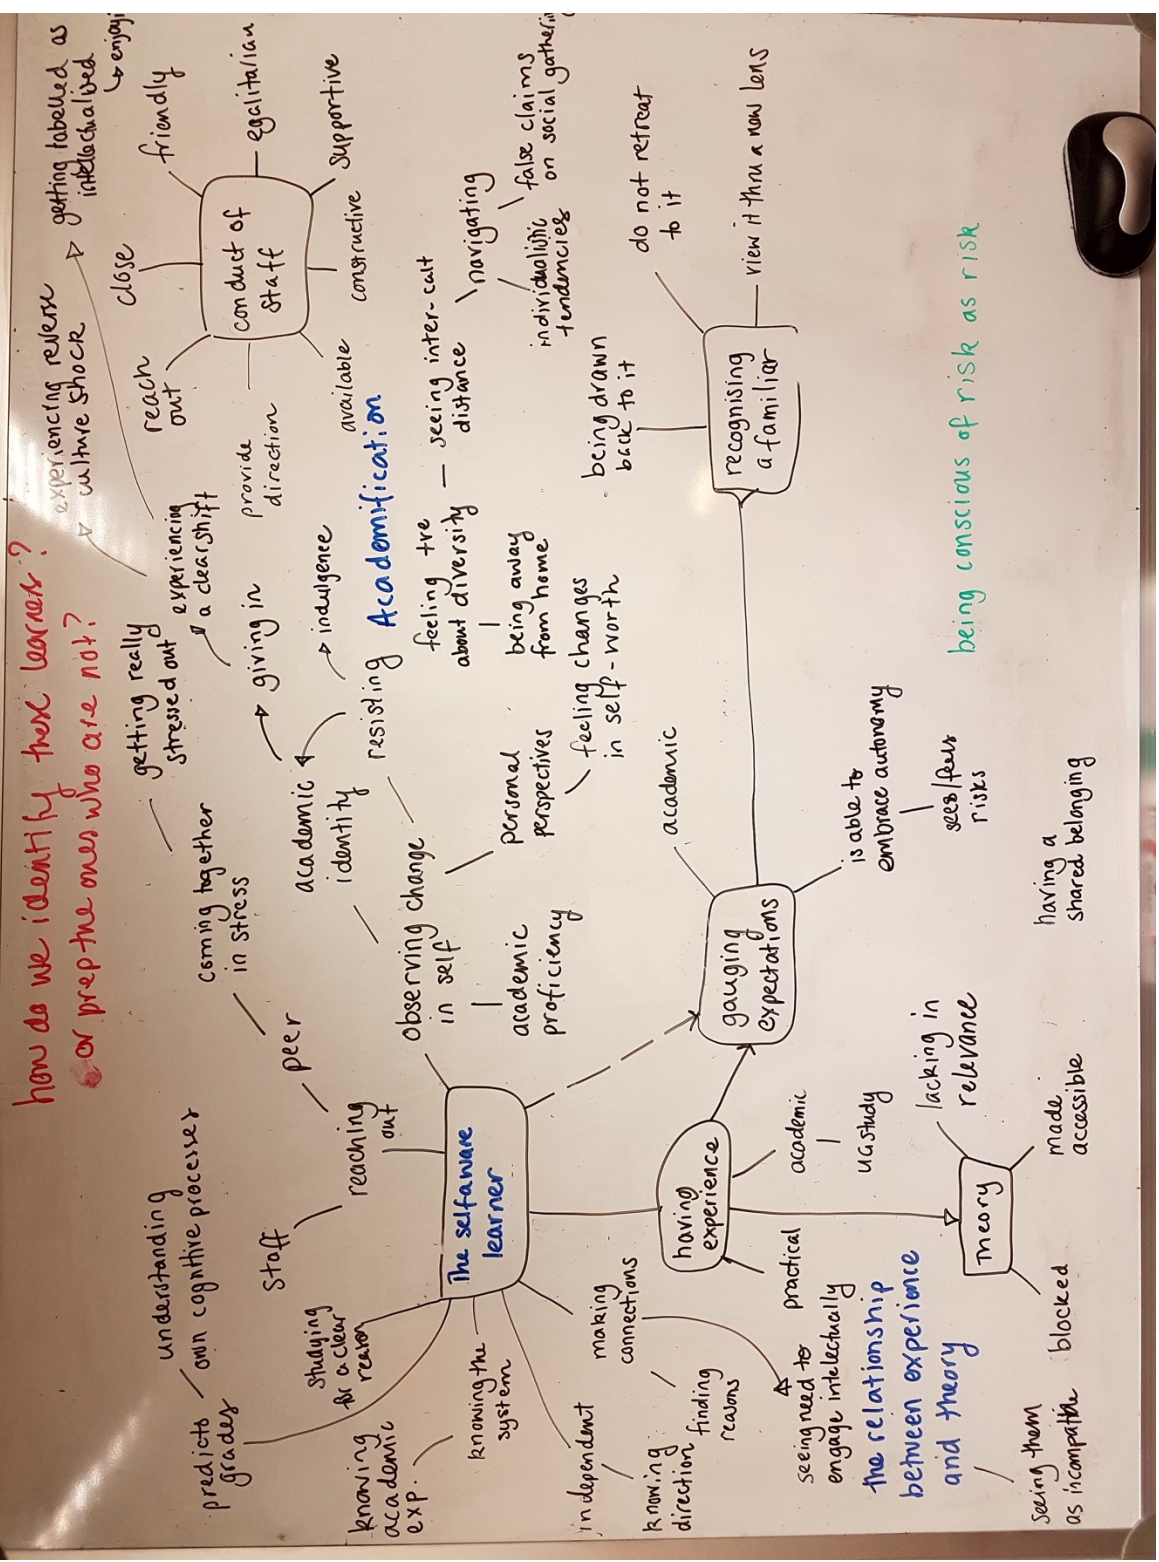 how do we identify these learners?
or prep the ones who are not?
experiencing reverse
culture shock
getting labelled as
intellectualised
understanding
own cognitive processes
predicts
grades
Staff
reaching
out
peer
coming together
in stress
getting really
stressed out
experiencing
a clear shift
giving in
indulgence
academic
identity
resisting
Academification
reach
out
close
friendly
egalitarian
supportive
constructive
available
provide
direction
conduct of
staff
studying
for a clear
reason
knowing
academic
exp.
knowing the
system
The selfaware
learner
observing change
in self
academic
proficiency
personal
perspectives
feeling changes
in self-worth
feeling +ve
about diversity
being away
from home
seeing inter-cult
distance
navigating
individualistic
tendencies
false claims
on social gathering
independent
knowing
direction
finding
reasons
making
connections
seeing need to
engage intelectually
having
experience
practical
academic
UG study
gauging
expectations
academic
is able to
embrace autonomy
sees/feels
risks
recognising
a familiar
being drawn
back to it
do not retreat
to it
view it thru a new lens
the relationship
between experience
and theory
seeing them
as incompatible
Theory
blocked
made
accessible
lacking in
relevance
having a
shared belonging
being conscious of risk as risk